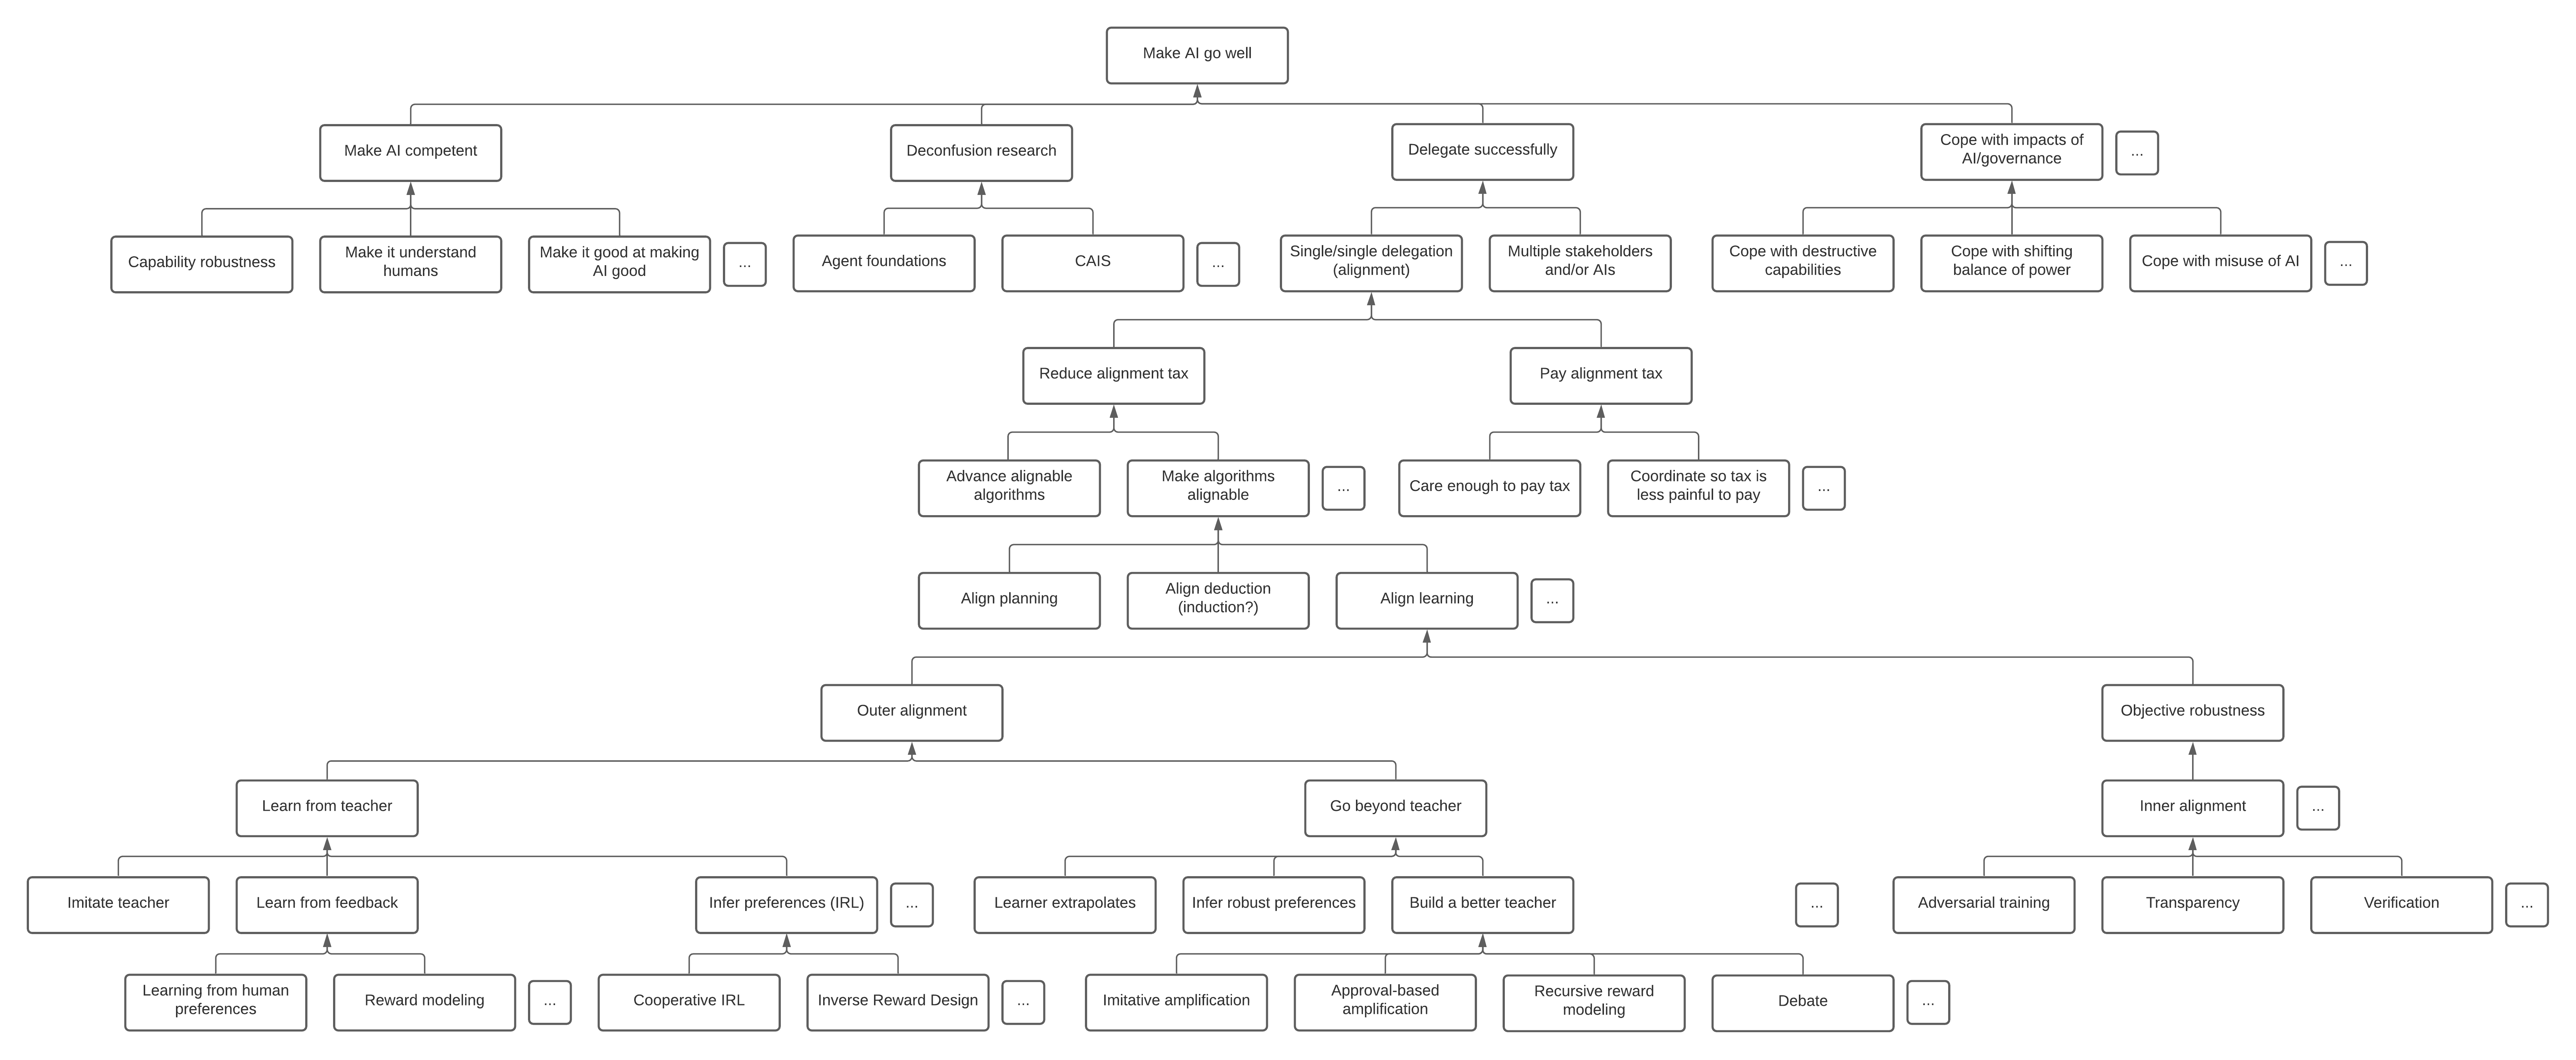 Make AI go well
Make AI competent
Deconfusion research
Delegate successfully
Cope with impacts of
AI/governance
...
Capability robustness
Make it understand
humans
Make it good at making
AI good
...
Agent foundations
CAIS
...
Single/single delegation
(alignment)
Multiple stakeholders
and/or AIs
Cope with destructive
capabilities
Cope with shifting
balance of power
Cope with misuse of AI
...
Reduce alignment tax
Pay alignment tax
Advance alignable
algorithms
Make algorithms
alignable
...
Care enough to pay tax
Coordinate so tax is
less painful to pay
...
Align planning
Align deduction
(induction?)
Align learning
...
Outer alignment
Objective robustness
Learn from teacher
Go beyond teacher
Inner alignment
...
Imitate teacher
Learn from feedback
Infer preferences (IRL)
...
Learner extrapolates
Infer robust preferences
Build a better teacher
...
Adversarial training
Transparency
Verification
...
Learning from human
preferences
Reward modeling
...
Cooperative IRL
Inverse Reward Design
...
Imitative amplification
Approval-based
amplification
Recursive reward
modeling
Debate
...